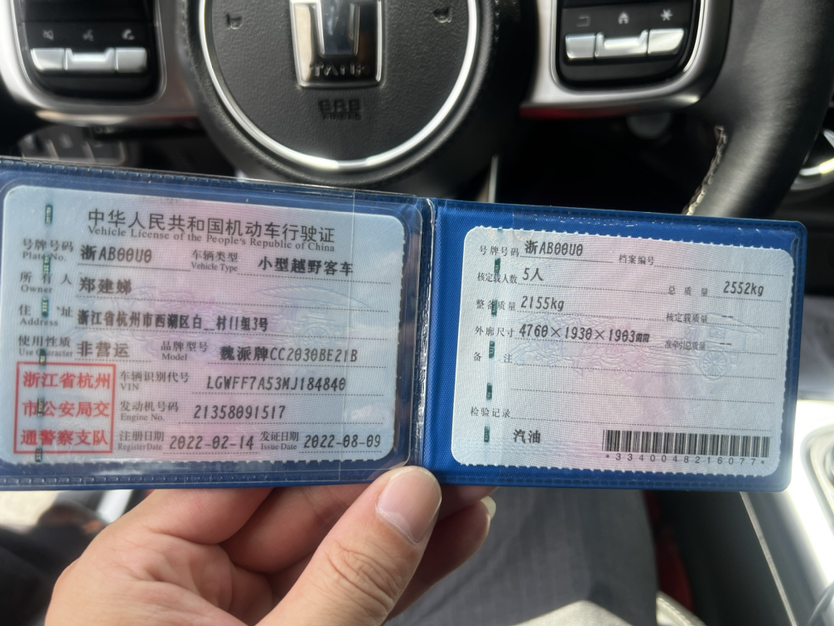 TANK
SRS
AIRBAG
中华人民共和国机动车行驶证
Vehicle License of the People's Republic of China
号牌号码 浙AB00U0 车辆类型 小型越野客车
Plate No. Vehicle Type
所有人 郑建娣
Owner
住址 浙江省杭州市西湖区白 村11组3号
Address
使用性质 非营运 品牌型号 魏派牌CC2030BE21B
Use Character Model
浙江省杭州
市公安局交
通警察支队
车辆识别代号 LGWFF7A53MJ184840
VIN
发动机号码 21358091517
Engine No.
注册日期 2022-02-14 发证日期 2022-08-09
Register Date Issue Date
号牌号码 浙AB00U0 档案编号
核定载人数 5人 总质量 2552kg
整备质量 2155kg 核定载质量 --
外廓尺寸 4760×1930×1903mm 准牵引总质量 --
备注
检验记录
汽油
*3340048216077*